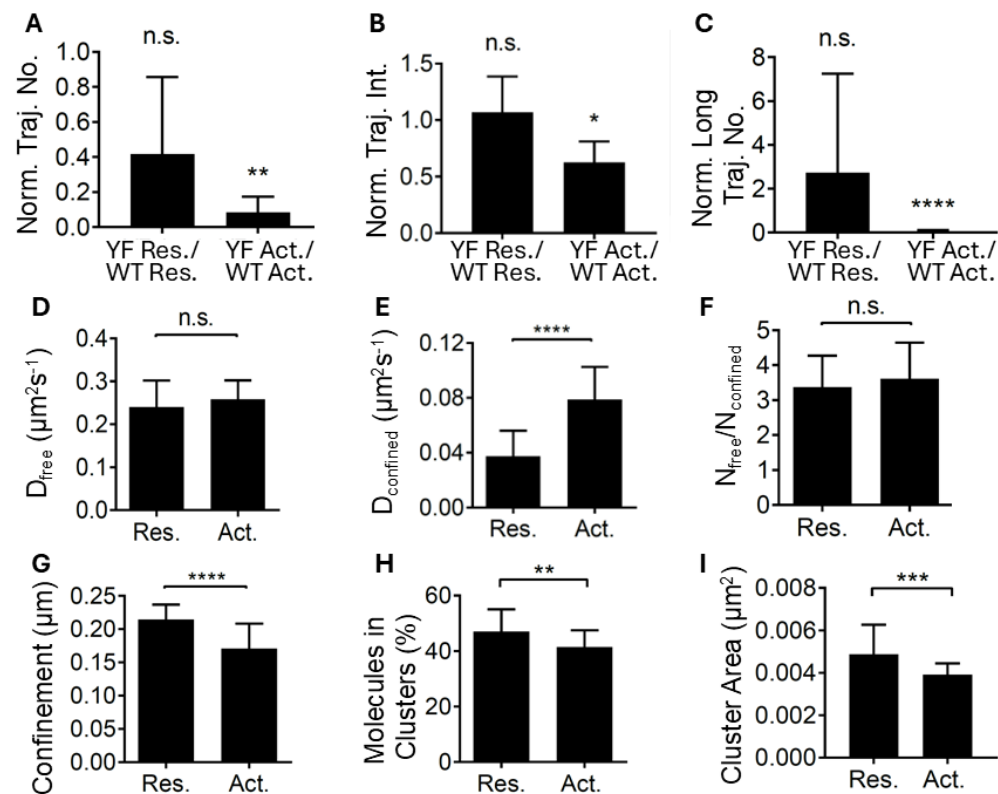 A
n.s.
Norm. Traj. No.
1.0
0.8
0.6
0.4
0.2
0.0
**
YF Res./ YF Act./
WT Res. WT Act.
B
n.s.
Norm. Traj. Int.
1.5
1.0
0.5
0.0
*
YF Res./ YF Act./
WT Res. WT Act.
C
n.s.
Norm. Long
Traj. No.
8
6
4
2
0
****
YF Res./ YF Act./
WT Res. WT Act.
D
n.s.
Dfree (µm²s⁻¹)
0.4
0.3
0.2
0.1
0.0
Res. Act.
E
****
Dconfined (µm²s⁻¹)
0.12
0.08
0.04
0.00
Res. Act.
F
n.s.
Nfree/Nconfined
5
4
3
2
1
0
Res. Act.
G
****
Confinement (µm)
0.25
0.20
0.15
0.10
0.05
0.00
Res. Act.
H
**
Molecules in
Clusters (%)
60
40
20
0
Res. Act.
I
***
Cluster Area (µm²)
0.008
0.006
0.004
0.002
0.000
Res. Act.